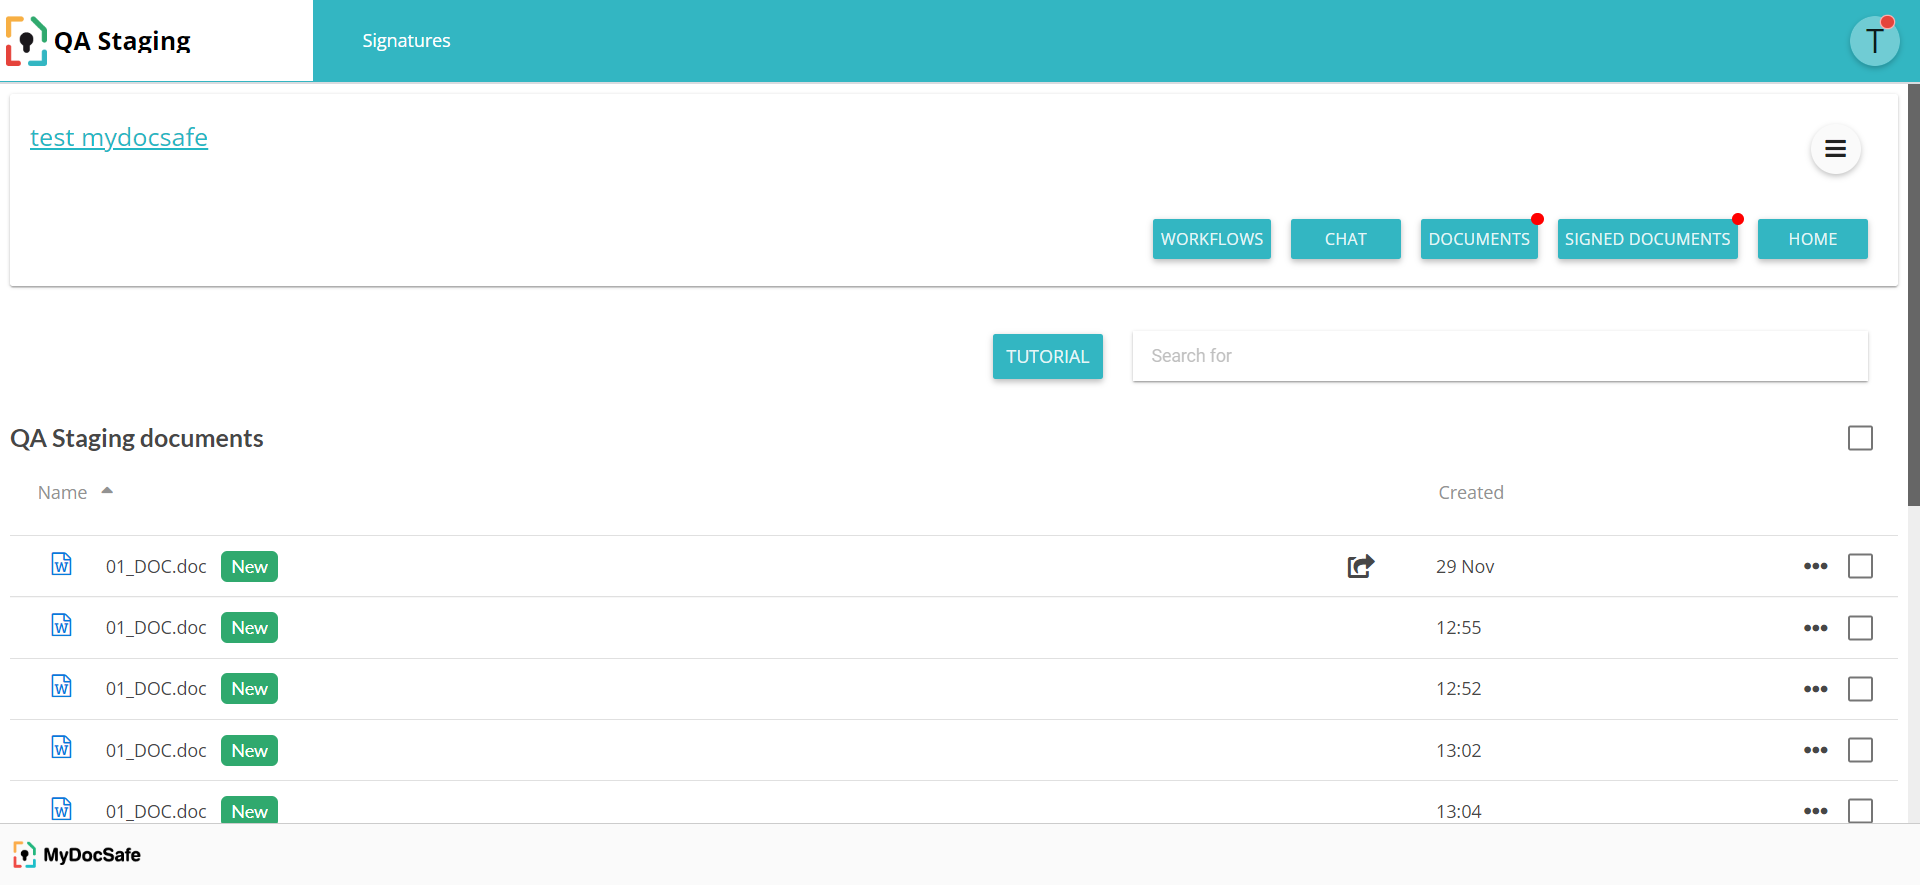 QA Staging
Signatures
T
test mydocsafe
WORKFLOWS CHAT DOCUMENTS SIGNED DOCUMENTS HOME
TUTORIAL
Search for
QA Staging documents
Name Created
01_DOC.doc New 29 Nov
01_DOC.doc New 12:55
01_DOC.doc New 12:52
01_DOC.doc New 13:02
01_DOC.doc New 13:04
MyDocSafe